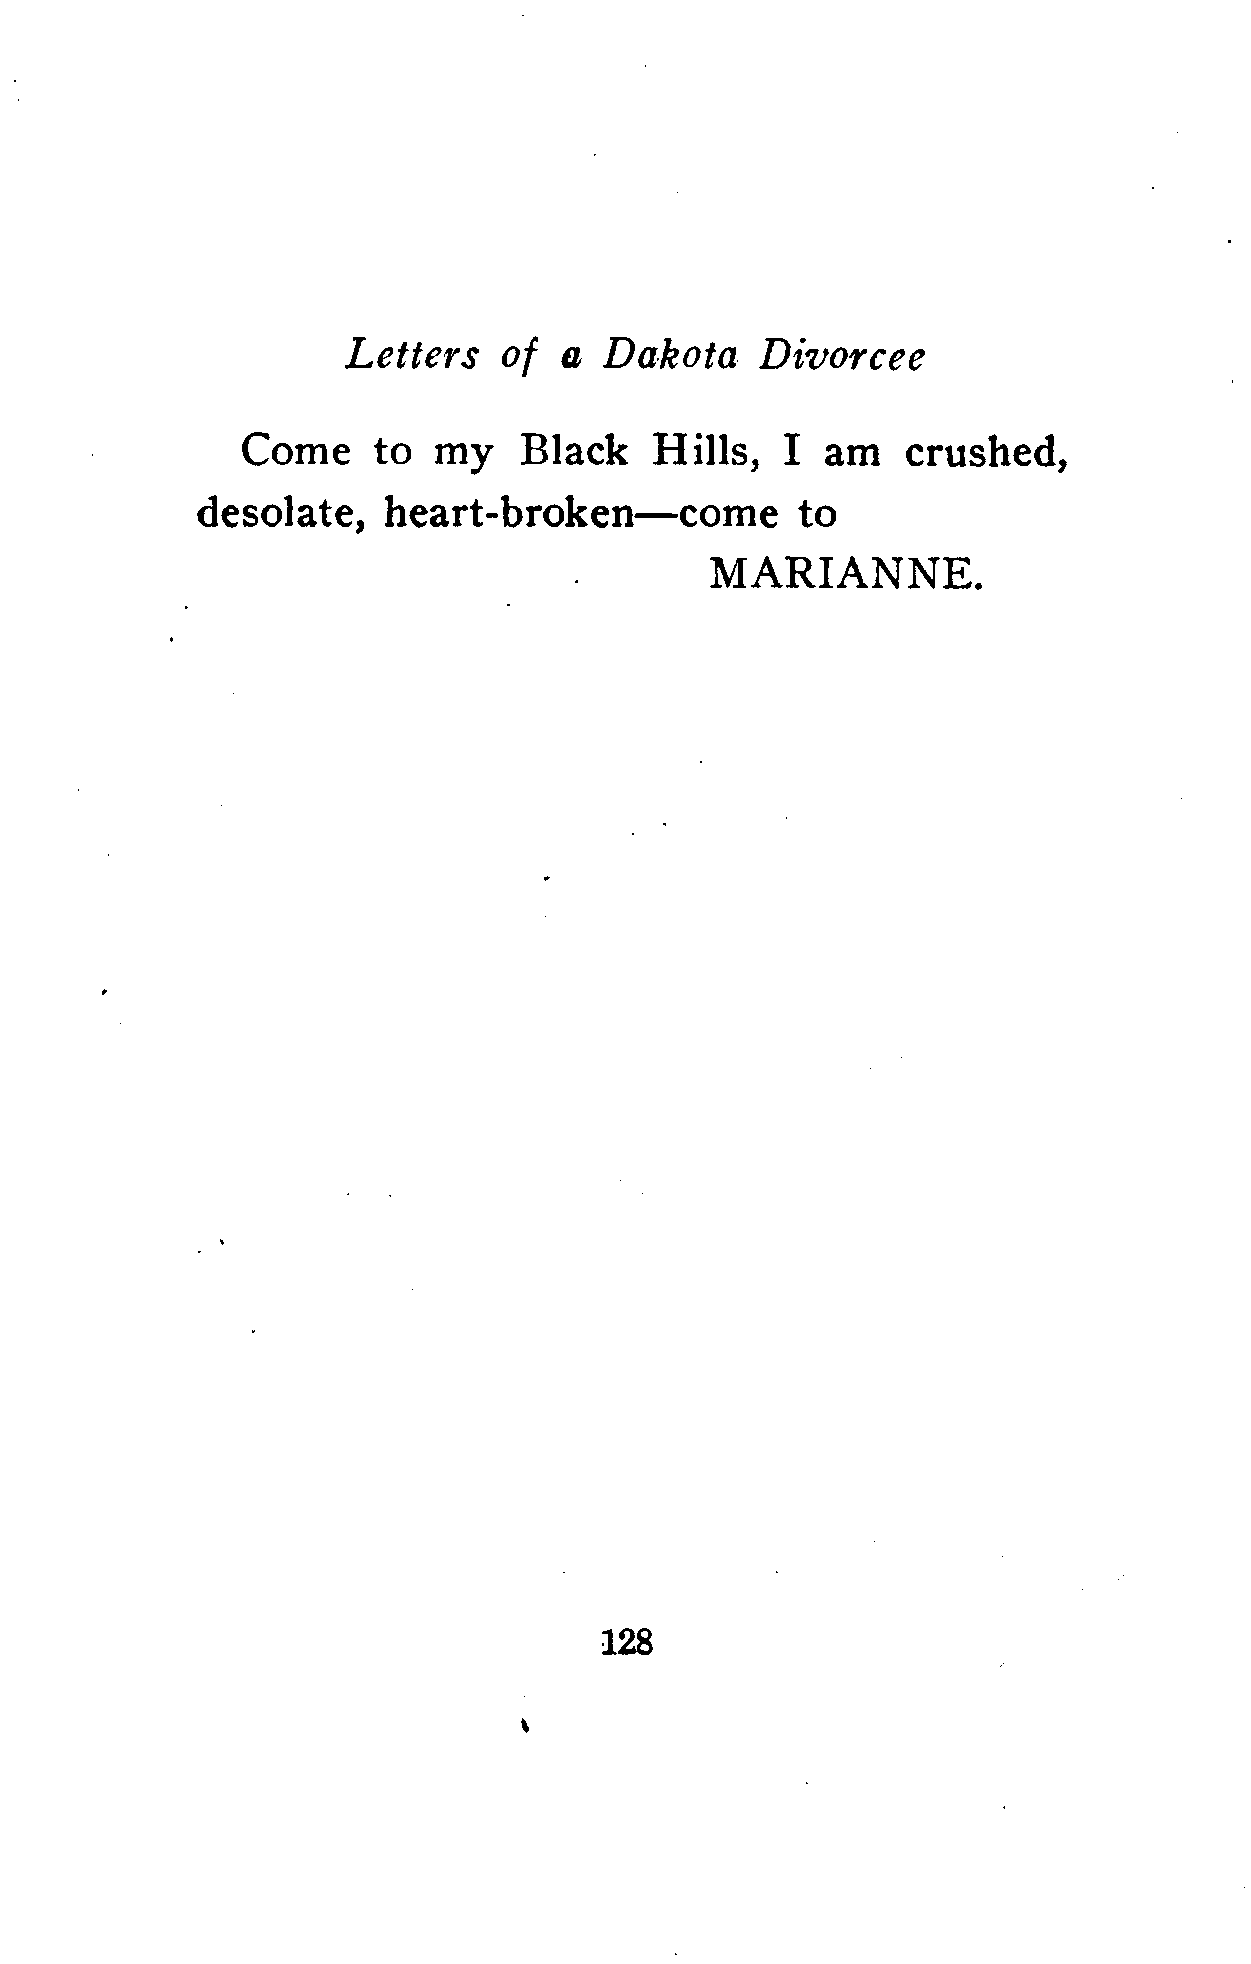 Letters of a Dakota Divorcee
Come to my Black Hills, I am crushed,
desolate, heart-broken—come to
MARIANNE.
128